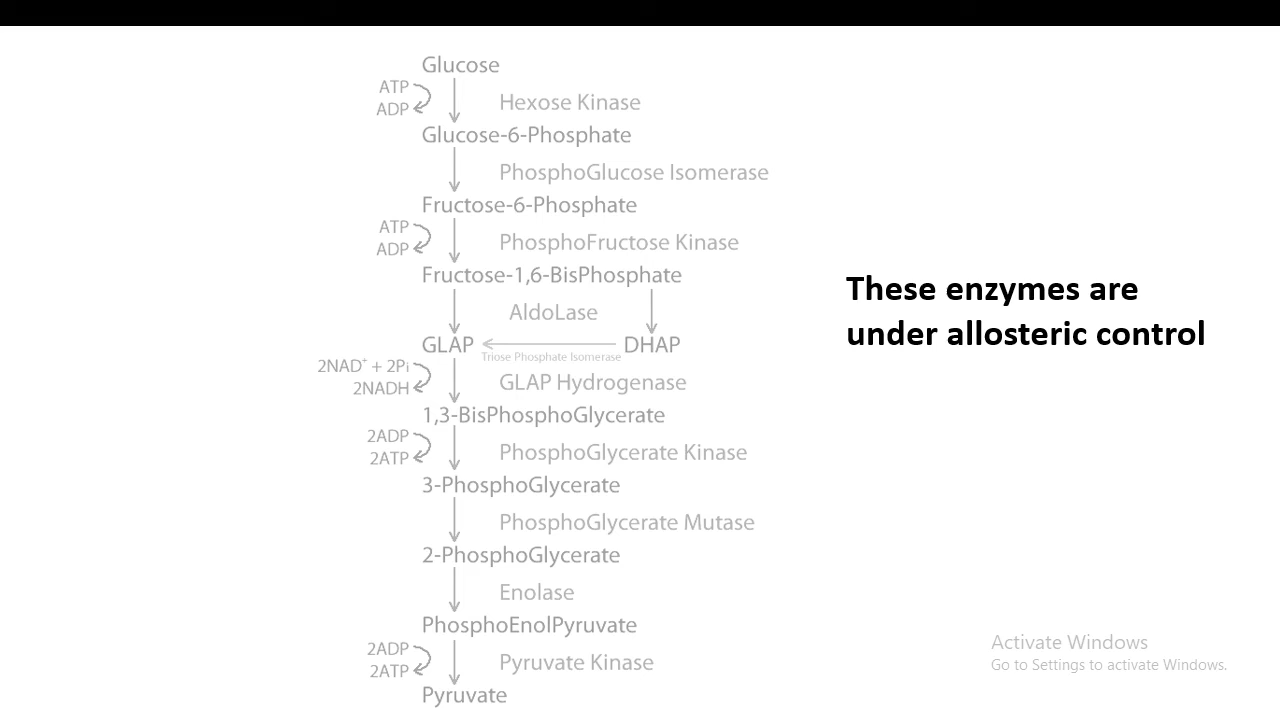 Glucose
ATP
ADP
Hexose Kinase
Glucose-6-Phosphate
PhosphoGlucose Isomerase
Fructose-6-Phosphate
ATP
ADP
PhosphoFructose Kinase
Fructose-1,6-BisPhosphate
AldoLase
GLAP
DHAP
Triose Phosphate Isomerase
2NAD⁺ + 2Pi
2NADH
GLAP Hydrogenase
1,3-BisPhosphoGlycerate
2ADP
2ATP
PhosphoGlycerate Kinase
3-PhosphoGlycerate
PhosphoGlycerate Mutase
2-PhosphoGlycerate
Enolase
PhosphoEnolPyruvate
2ADP
2ATP
Pyruvate Kinase
Pyruvate
These enzymes are
under allosteric control
Activate Windows
Go to Settings to activate Windows.